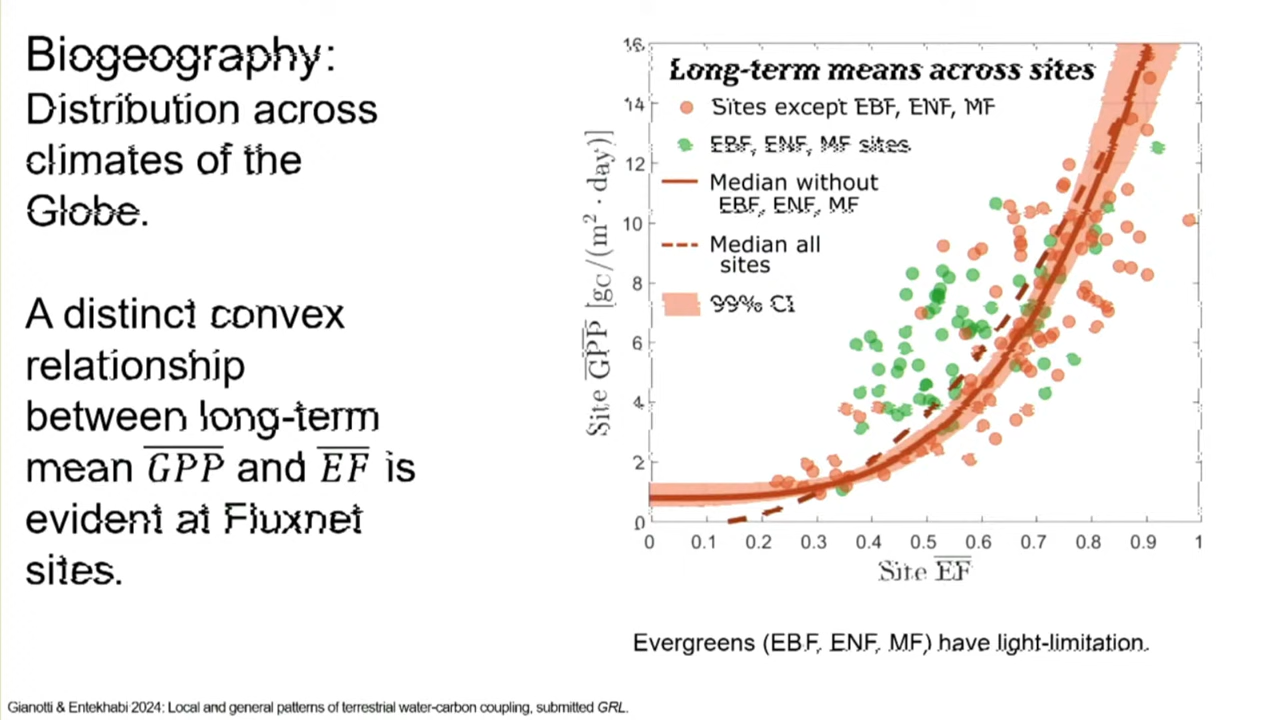 Biogeography:
Distribution across
climates of the
Globe.
A distinct convex
relationship
between long-term
mean GPP and EF is
evident at Fluxnet
sites.
Long-term means across sites
Sites except EBF, ENF, MF
EBF, ENF, MF sites
Median without
EBF, ENF, MF
Median all
sites
99% CI
Site GPP [gc/(m² · day)]
16
14
12
10
8
6
4
2
0
0 0.1 0.2 0.3 0.4 0.5 0.6 0.7 0.8 0.9 1
Site EF
Evergreens (EBF, ENF, MF) have light-limitation.
Gianotti & Entekhabi 2024: Local and general patterns of terrestrial water-carbon coupling, submitted GRL.